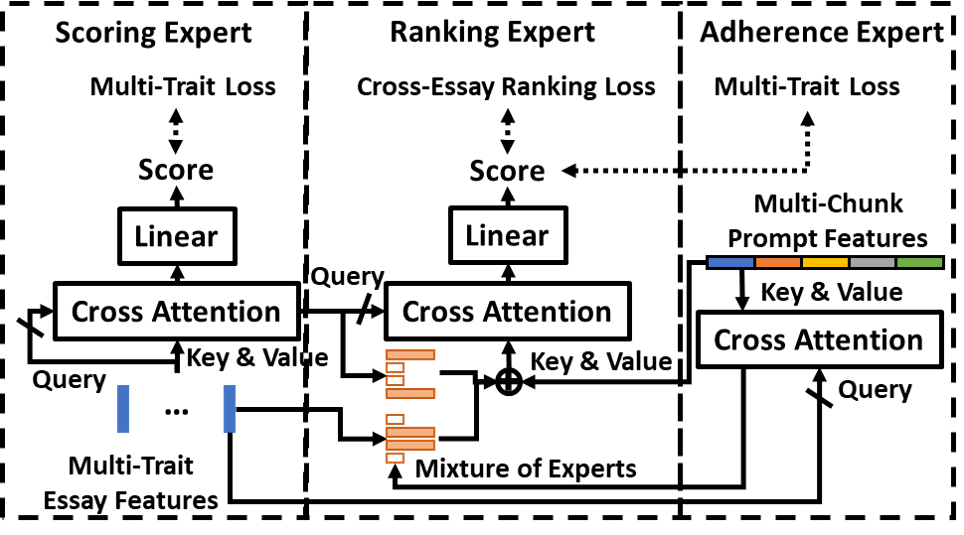 Scoring Expert
Multi-Trait Loss
Score
Linear
Cross Attention
Query
Key & Value
...
Multi-Trait
Essay Features
Ranking Expert
Cross-Essay Ranking Loss
Score
Linear
Query
Cross Attention
Key & Value
Mixture of Experts
Adherence Expert
Multi-Trait Loss
Multi-Chunk
Prompt Features
Key & Value
Cross Attention
Query